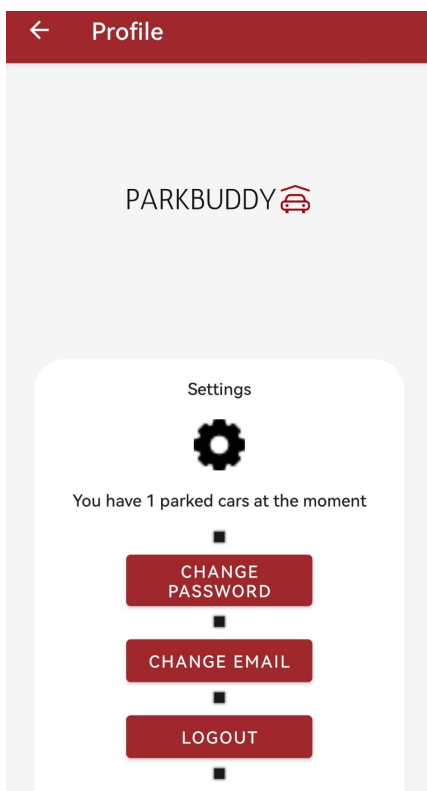 Profile
PARKBUDDY
Settings
You have 1 parked cars at the moment
CHANGE
PASSWORD
CHANGE EMAIL
LOGOUT